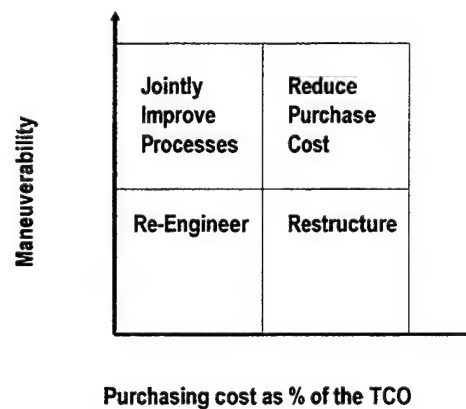 Maneuverability
Jointly
Improve
Processes
Reduce
Purchase
Cost
Re-Engineer
Restructure
Purchasing cost as % of the TCO